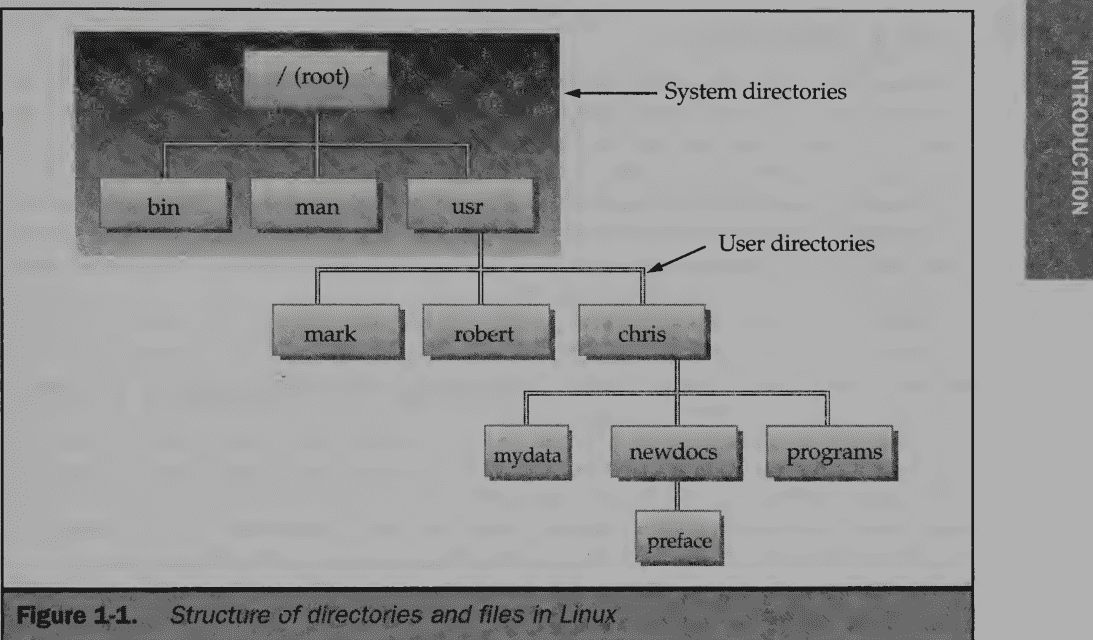 / (root)
System directories
bin
man
usr
User directories
mark
robert
chris
mydata
newdocs
programs
preface
Figure 1-1. Structure of directories and files in Linux
INTRODUCTION